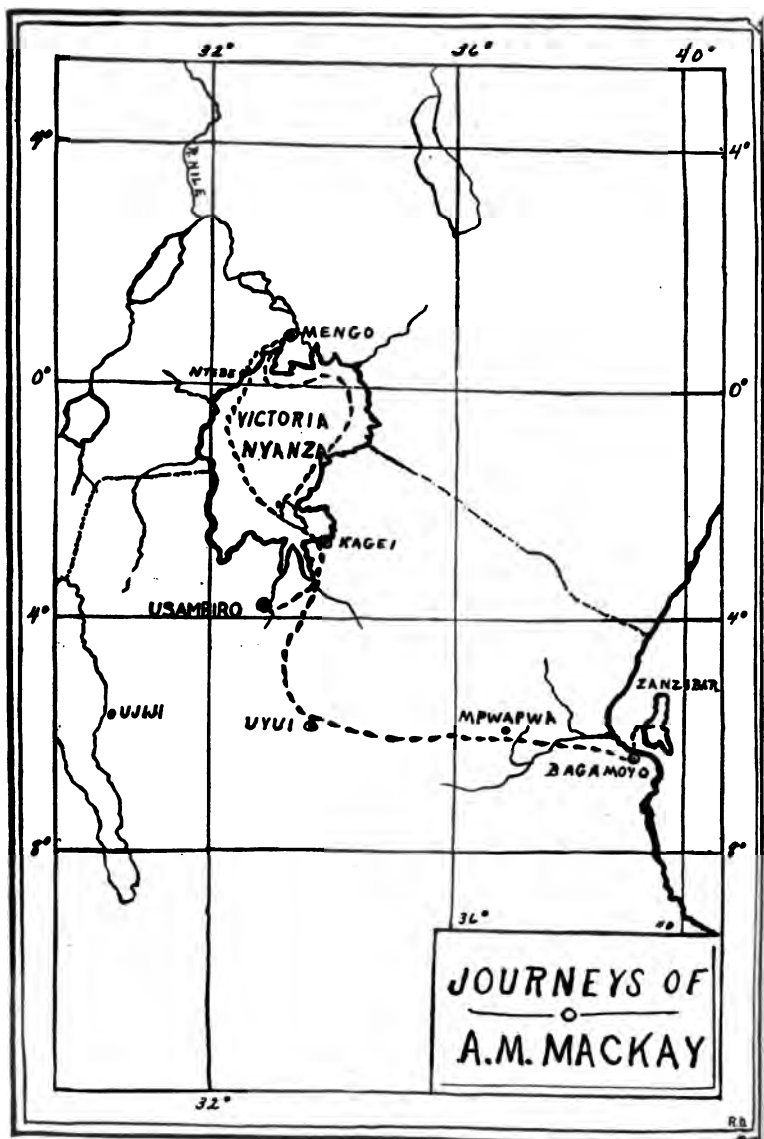 32°
36°
40°
4°
4°
R. NILE
MENGO
NTEBE
0°
0°
VICTORIA
NYANZA
KAGEI
USAMBIRO
4°
4°
ZANZIBAR
UJIJI
UYUI
MPWAPWA
BAGAMOYO
8°
8°
36°
40
JOURNEYS OF
A.M. MACKAY
32°
R.D.